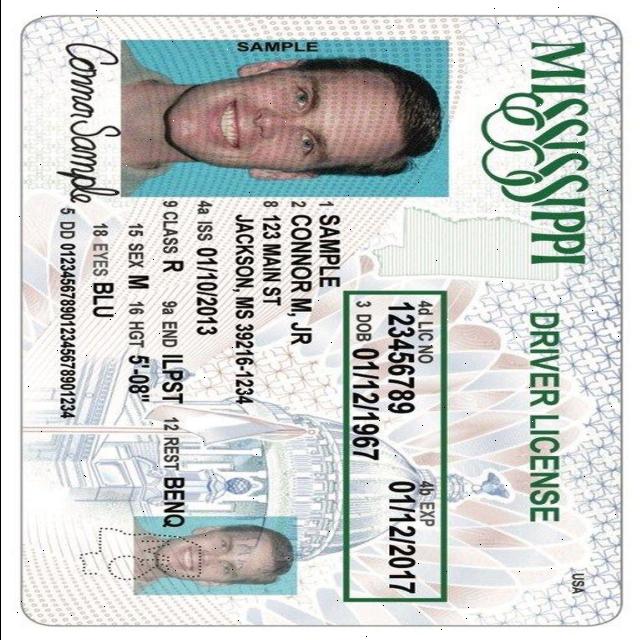 MISSISSIPPI DRIVER LICENSE
USA
4d LIC NO 4b EXP
123456789 01/12/2017
3 DOB 01/12/1967
1 SAMPLE
2 CONNOR M, JR
8 123 MAIN ST
JACKSON, MS 39216-1234
4a ISS 01/10/2013
9 CLASS R 9a END ILPST 12 REST BENQ
15 SEX M 16 HGT 5'-08"
18 EYES BLU
5 DD 0123456789012345678901234
SAMPLE
Connor Sample